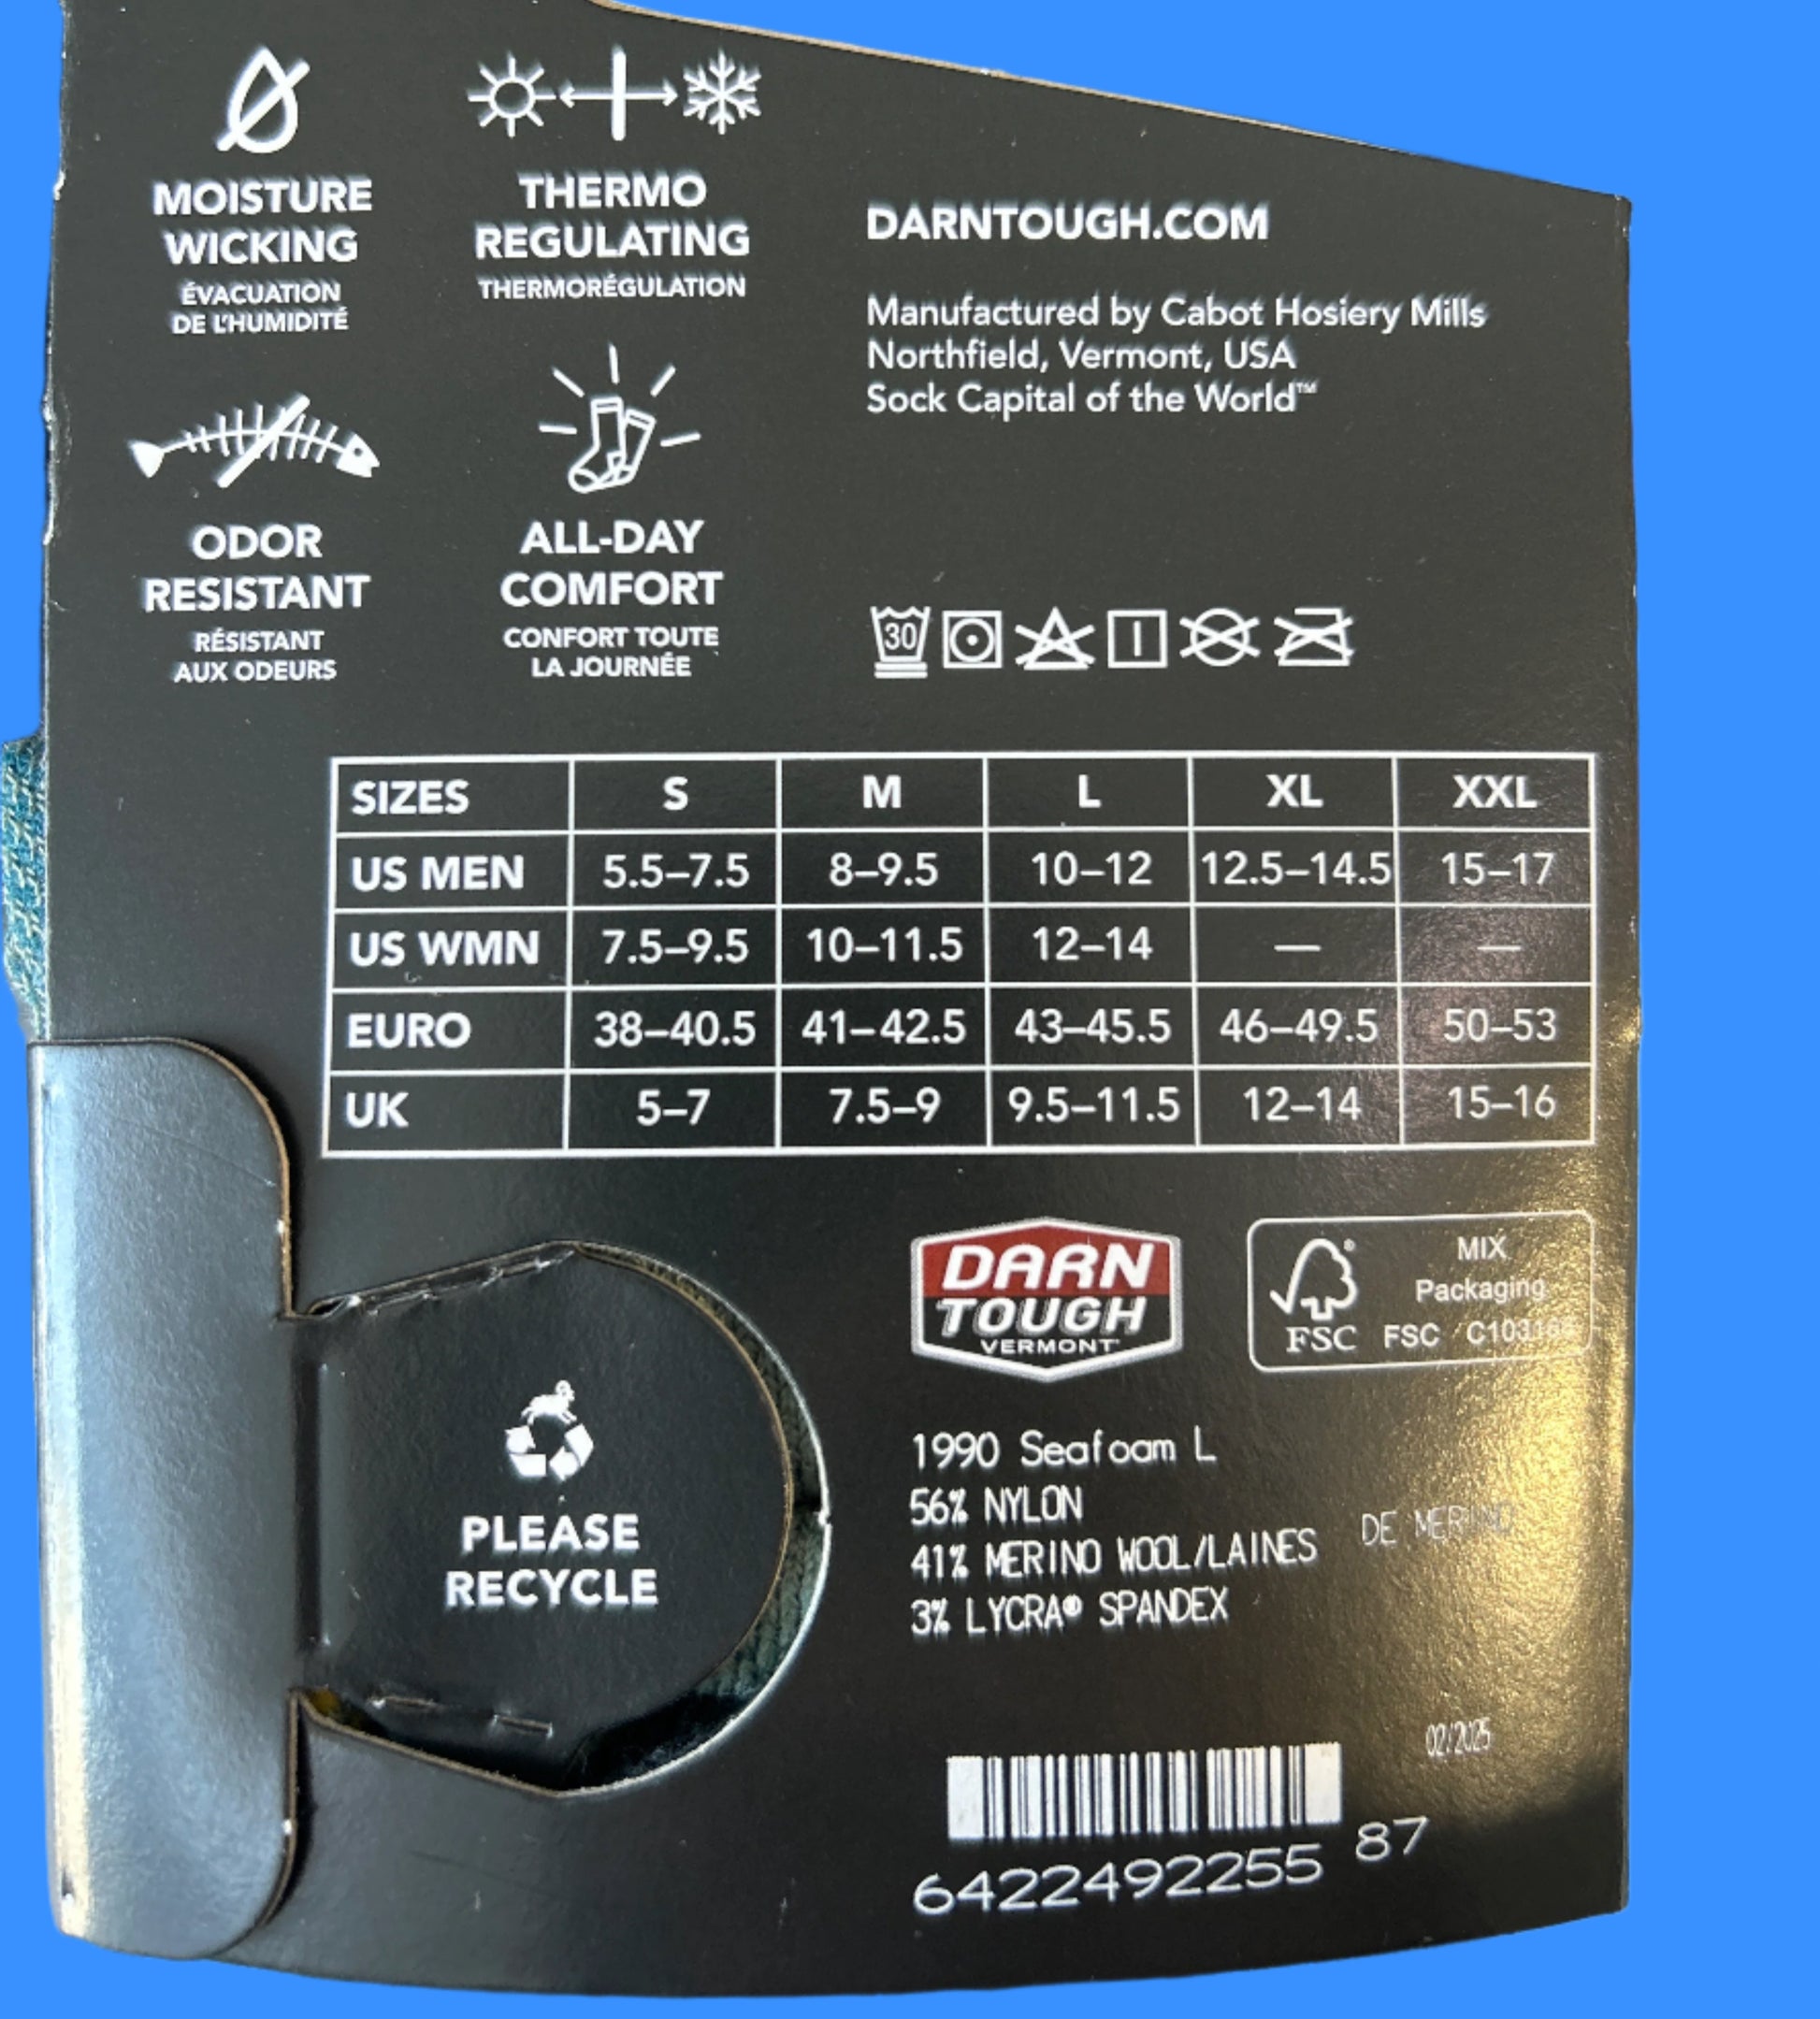 MOISTURE
WICKING
ÉVACUATION
DE L'HUMIDITÉ
THERMO
REGULATING
THERMORÉGULATION
ODOR
RESISTANT
RÉSISTANT
AUX ODEURS
ALL-DAY
COMFORT
CONFORT TOUTE
LA JOURNÉE
DARNTOUGH.COM
Manufactured by Cabot Hosiery Mills
Northfield, Vermont, USA
Sock Capital of the World™
30
SIZES S M L XL XXL
US MEN 5.5–7.5 8–9.5 10–12 12.5–14.5 15–17
US WMN 7.5–9.5 10–11.5 12–14 — —
EURO 38–40.5 41–42.5 43–45.5 46–49.5 50–53
UK 5–7 7.5–9 9.5–11.5 12–14 15–16
PLEASE
RECYCLE
DARN
TOUGH
VERMONT
FSC
MIX
Packaging
FSC
1990 Seafoam L
56% NYLON
41% MERINO WOOL/LAINES DE MERINO
3% LYCRA® SPANDEX
02/2025
6422492255 87